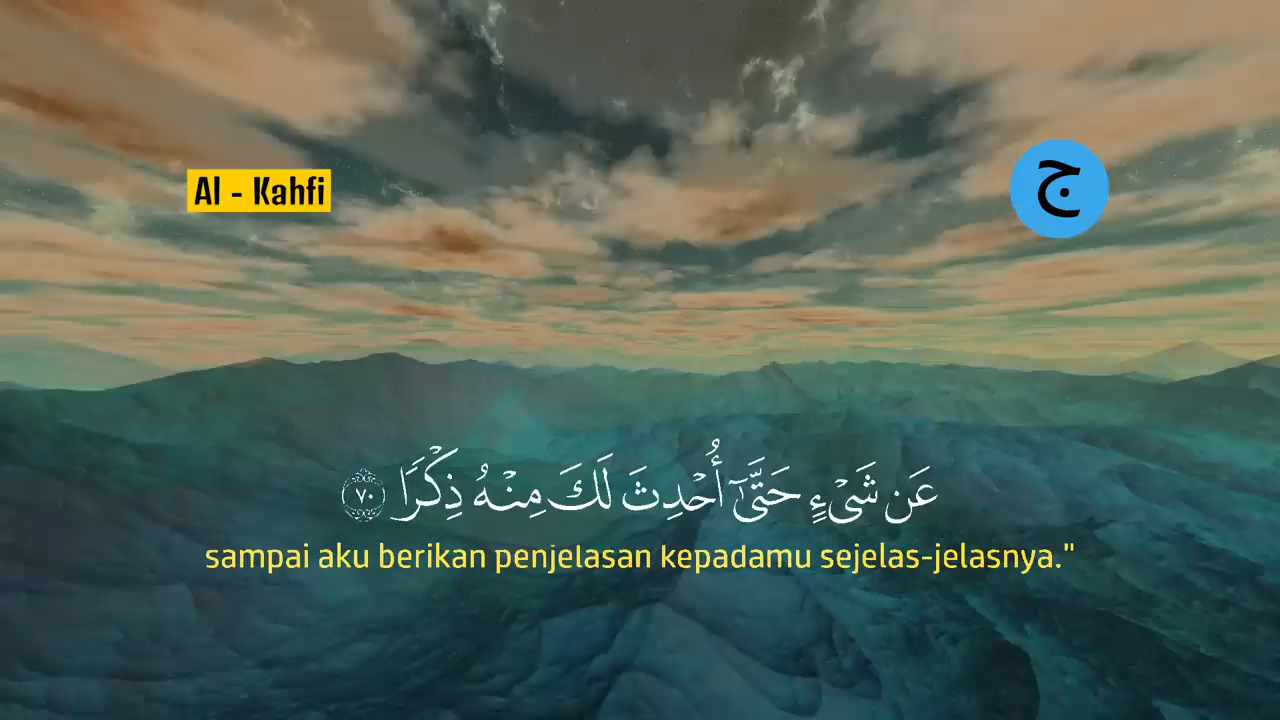 Al - Kahfi
ج
عَن شَىْءٍ حَتَّىٰٓ أُحْدِثَ لَكَ مِنْهُ ذِكْرًا ٧٠
sampai aku berikan penjelasan kepadamu sejelas-jelasnya."